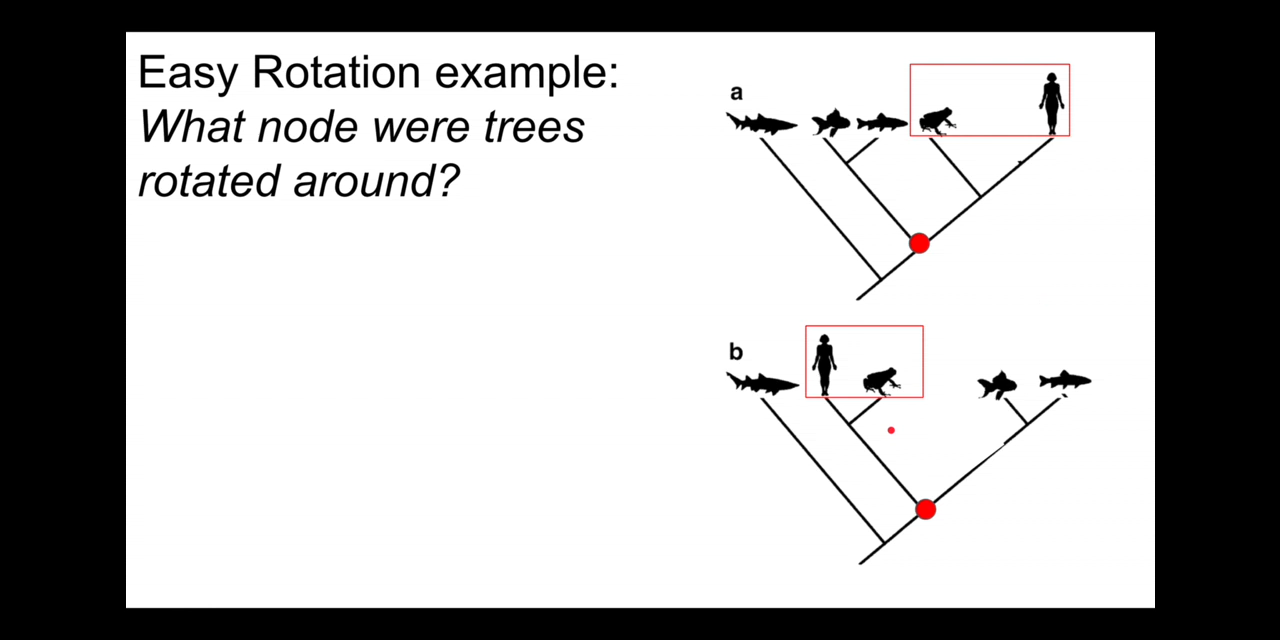 Easy Rotation example:
What node were trees
rotated around?
a
b